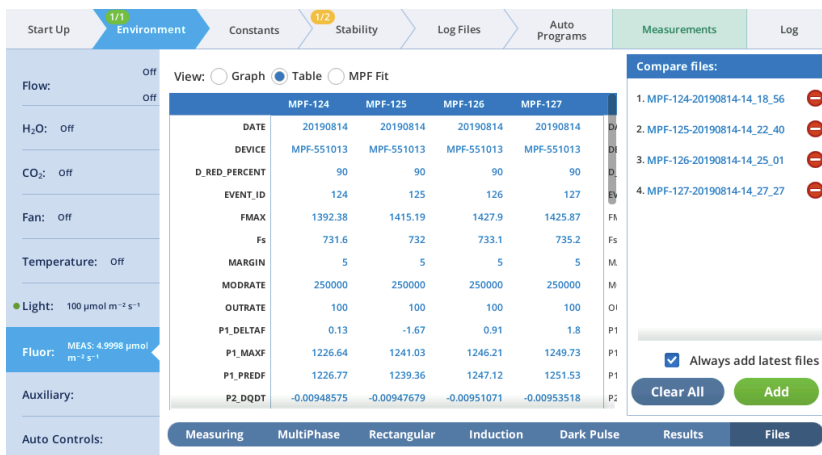 Start Up
1/1
Environment
Constants
1/2
Stability
Log Files
Auto
Programs
Measurements
Log
Flow:
Off
Off
H₂O: Off
CO₂: Off
Fan: Off
Temperature: Off
Light: 100 µmol m⁻² s⁻¹
Fluor: MEAS: 4.9998 µmol
m⁻² s⁻¹
Auxiliary:
Auto Controls:
View: Graph Table MPF Fit
MPF-124 MPF-125 MPF-126 MPF-127
DATE 20190814 20190814 20190814 20190814
DEVICE MPF-551013 MPF-551013 MPF-551013 MPF-551013
D_RED_PERCENT 90 90 90 90
EVENT_ID 124 125 126 127
FMAX 1392.38 1415.19 1427.9 1425.87 FM
Fs 731.6 732 733.1 735.2 Fs
MARGIN 5 5 5 5
MODRATE 250000 250000 250000 250000
OUTRATE 100 100 100 100
P1_DELTAF 0.13 -1.67 0.91 1.8 P1
P1_MAXF 1226.64 1241.03 1246.21 1249.73 P1
P1_PREDF 1226.77 1239.36 1247.12 1251.53 P1
P2_DQDT -0.00948575 -0.00947679 -0.00951071 -0.00953518 P2
Compare files:
1. MPF-124-20190814-14_18_56
2. MPF-125-20190814-14_22_40
3. MPF-126-20190814-14_25_01
4. MPF-127-20190814-14_27_27
Always add latest files
Clear All
Add
Measuring
MultiPhase
Rectangular
Induction
Dark Pulse
Results
Files